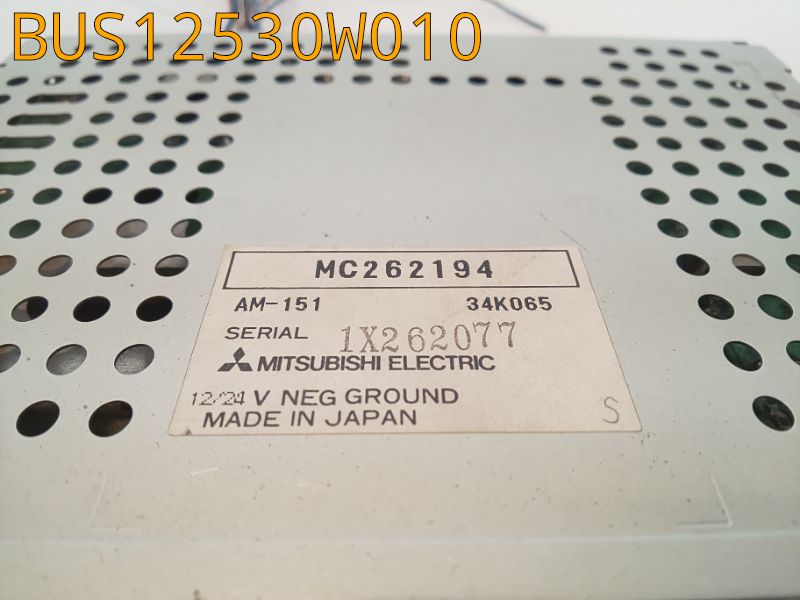 BUS12530W010
MC262194
AM-151 34K065
SERIAL 1X262077
MITSUBISHI ELECTRIC
12/24 V NEG GROUND
MADE IN JAPAN S